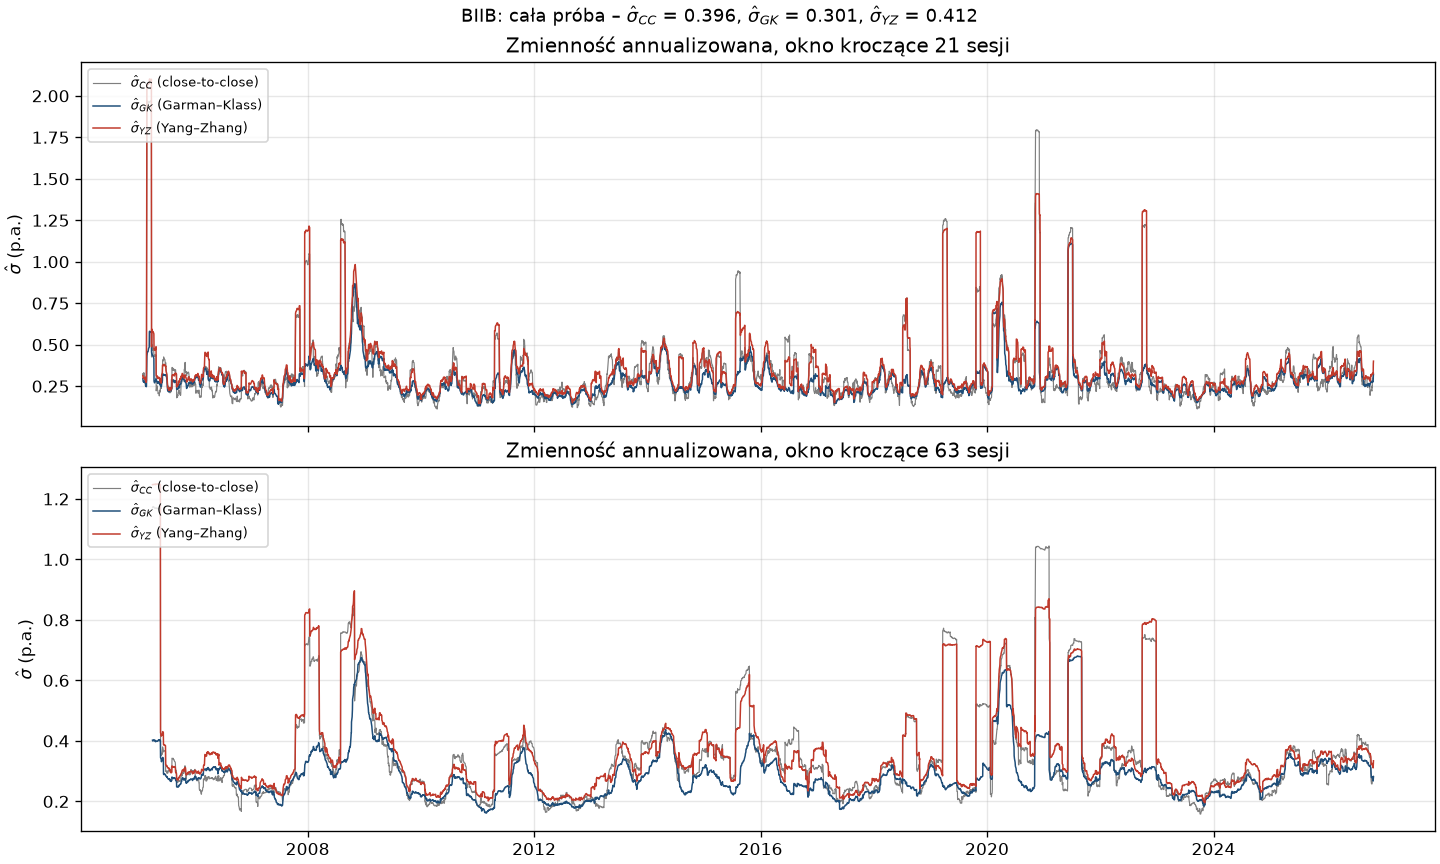 BIIB: cała próba – σ̂CC = 0.396, σ̂GK = 0.301, σ̂YZ = 0.412
Zmienność annualizowana, okno kroczące 21 sesji
σ̂CC (close-to-close)
σ̂GK (Garman–Klass)
σ̂YZ (Yang–Zhang)
2.00
1.75
1.50
1.25
1.00
0.75
0.50
0.25
σ̂ (p.a.)
Zmienność annualizowana, okno kroczące 63 sesji
σ̂CC (close-to-close)
σ̂GK (Garman–Klass)
σ̂YZ (Yang–Zhang)
1.2
1.0
0.8
0.6
0.4
0.2
σ̂ (p.a.)
2008 2012 2016 2020 2024